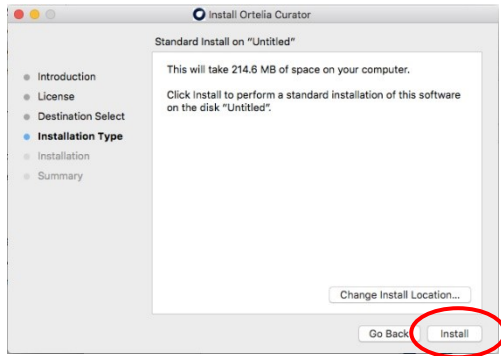 Install Ortelia Curator
Standard Install on "Untitled"
Introduction
License
Destination Select
Installation Type
Installation
Summary
This will take 214.6 MB of space on your computer.
Click Install to perform a standard installation of this software
on the disk "Untitled".
Change Install Location...
Go Back
Install